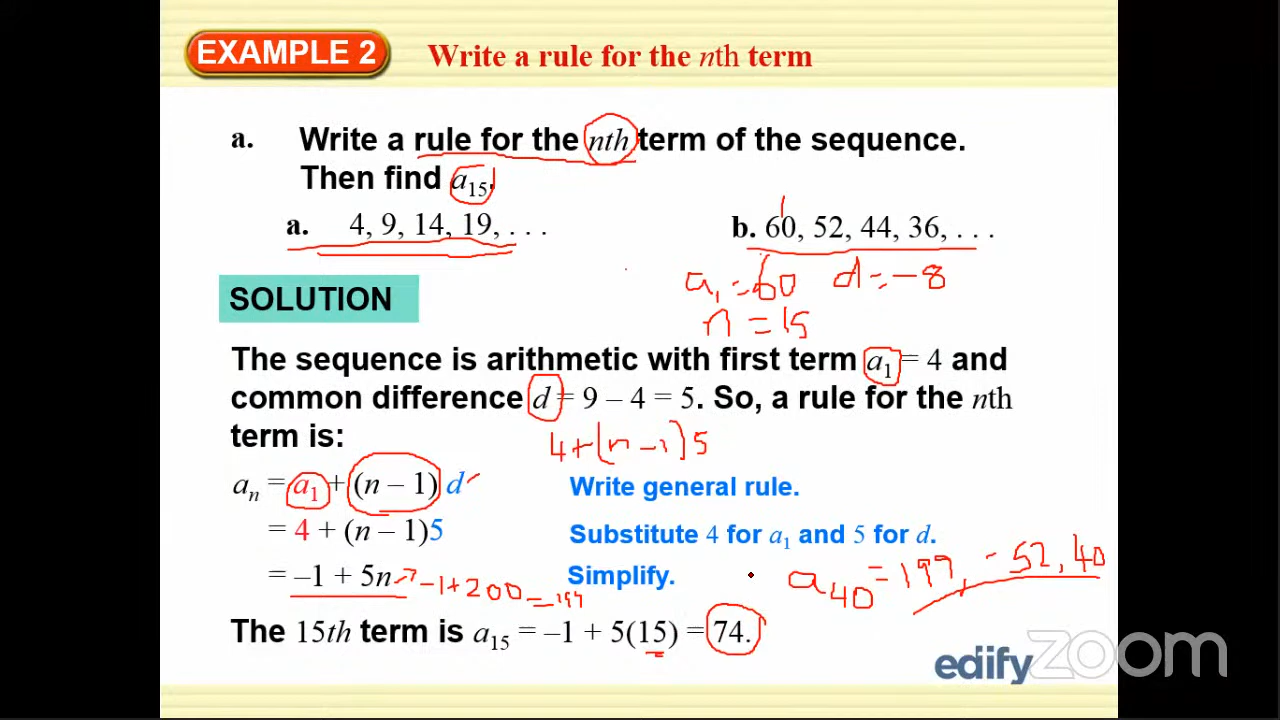 EXAMPLE 2 Write a rule for the nth term
a. Write a rule for the nth term of the sequence.
Then find a15.
a. 4, 9, 14, 19, . . . b. 60, 52, 44, 36, . . .
a1 = 60 d = -8
SOLUTION
n = 15
The sequence is arithmetic with first term a1 = 4 and
common difference d = 9 – 4 = 5. So, a rule for the nth
term is:
4+(n-1)5
an = a1 + (n – 1) d Write general rule.
= 4 + (n – 1)5 Substitute 4 for a1 and 5 for d.
a40 = 199, -52, 40
= –1 + 5n Simplify.
-1+200 = 199
The 15th term is a15 = –1 + 5(15) = 74.
edify zoom